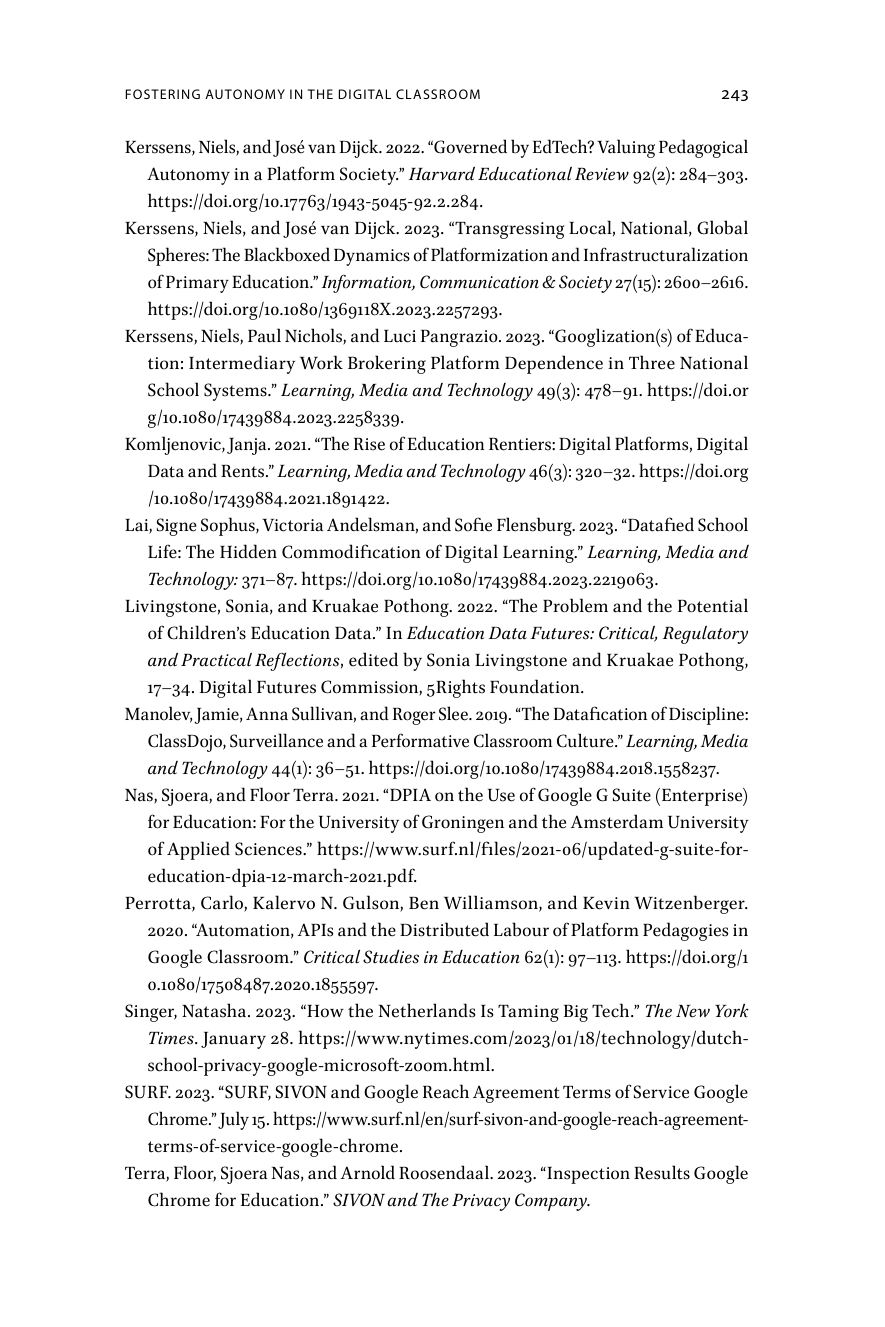 FOSTERING AUTONOMY IN THE DIGITAL CLASSROOM 243
Kerssens, Niels, and José van Dijck. 2022. “Governed by EdTech? Valuing Pedagogical
Autonomy in a Platform Society.” Harvard Educational Review 92(2): 284–303.
https://doi.org/10.17763/1943-5045-92.2.284.
Kerssens, Niels, and José van Dijck. 2023. “Transgressing Local, National, Global
Spheres: The Blackboxed Dynamics of Platformization and Infrastructuralization
of Primary Education.” Information, Communication & Society 27(15): 2600–2616.
https://doi.org/10.1080/1369118X.2023.2257293.
Kerssens, Niels, Paul Nichols, and Luci Pangrazio. 2023. “Googlization(s) of Educa-
tion: Intermediary Work Brokering Platform Dependence in Three National
School Systems.” Learning, Media and Technology 49(3): 478–91. https://doi.or
g/10.1080/17439884.2023.2258339.
Komljenovic, Janja. 2021. “The Rise of Education Rentiers: Digital Platforms, Digital
Data and Rents.” Learning, Media and Technology 46(3): 320–32. https://doi.org
/10.1080/17439884.2021.1891422.
Lai, Signe Sophus, Victoria Andelsman, and Sofie Flensburg. 2023. “Datafied School
Life: The Hidden Commodification of Digital Learning.” Learning, Media and
Technology: 371–87. https://doi.org/10.1080/17439884.2023.2219063.
Livingstone, Sonia, and Kruakae Pothong. 2022. “The Problem and the Potential
of Children’s Education Data.” In Education Data Futures: Critical, Regulatory
and Practical Reflections, edited by Sonia Livingstone and Kruakae Pothong,
17–34. Digital Futures Commission, 5Rights Foundation.
Manolev, Jamie, Anna Sullivan, and Roger Slee. 2019. “The Datafication of Discipline:
ClassDojo, Surveillance and a Performative Classroom Culture.” Learning, Media
and Technology 44(1): 36–51. https://doi.org/10.1080/17439884.2018.1558237.
Nas, Sjoera, and Floor Terra. 2021. “DPIA on the Use of Google G Suite (Enterprise)
for Education: For the University of Groningen and the Amsterdam University
of Applied Sciences.” https://www.surf.nl/files/2021-06/updated-g-suite-for-
education-dpia-12-march-2021.pdf.
Perrotta, Carlo, Kalervo N. Gulson, Ben Williamson, and Kevin Witzenberger.
2020. “Automation, APIs and the Distributed Labour of Platform Pedagogies in
Google Classroom.” Critical Studies in Education 62(1): 97–113. https://doi.org/1
0.1080/17508487.2020.1855597.
Singer, Natasha. 2023. “How the Netherlands Is Taming Big Tech.” The New York
Times. January 28. https://www.nytimes.com/2023/01/18/technology/dutch-
school-privacy-google-microsoft-zoom.html.
SURF. 2023. “SURF, SIVON and Google Reach Agreement Terms of Service Google
Chrome.” July 15. https://www.surf.nl/en/surf-sivon-and-google-reach-agreement-
terms-of-service-google-chrome.
Terra, Floor, Sjoera Nas, and Arnold Roosendaal. 2023. “Inspection Results Google
Chrome for Education.” SIVON and The Privacy Company.